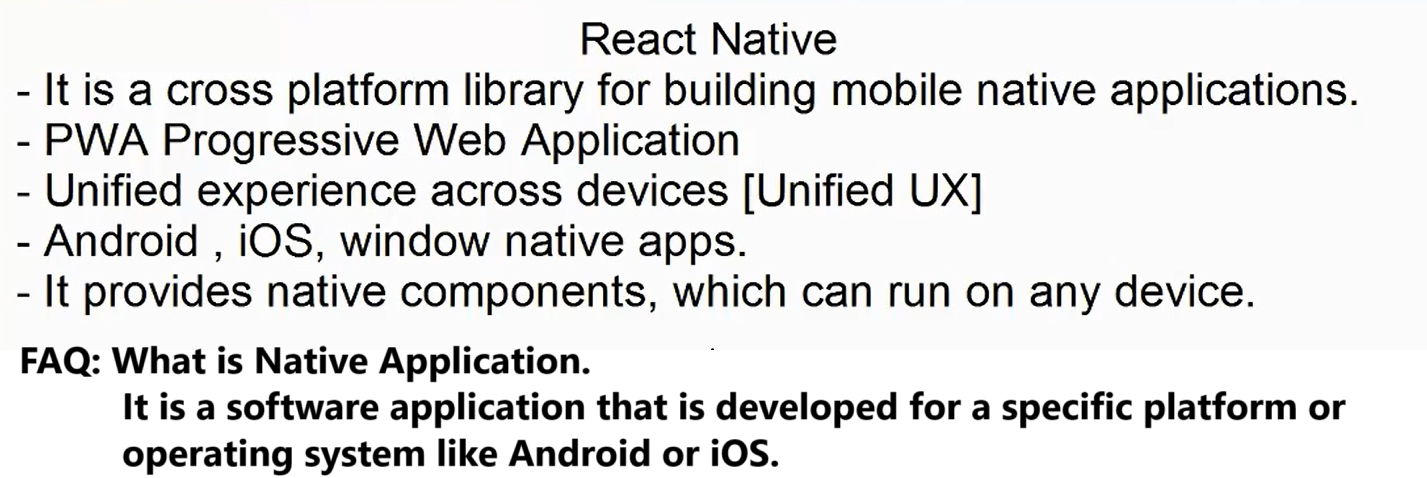 React Native
- It is a cross platform library for building mobile native applications.
- PWA Progressive Web Application
- Unified experience across devices [Unified UX]
- Android , iOS, window native apps.
- It provides native components, which can run on any device.
FAQ: What is Native Application.
It is a software application that is developed for a specific platform or
operating system like Android or iOS.